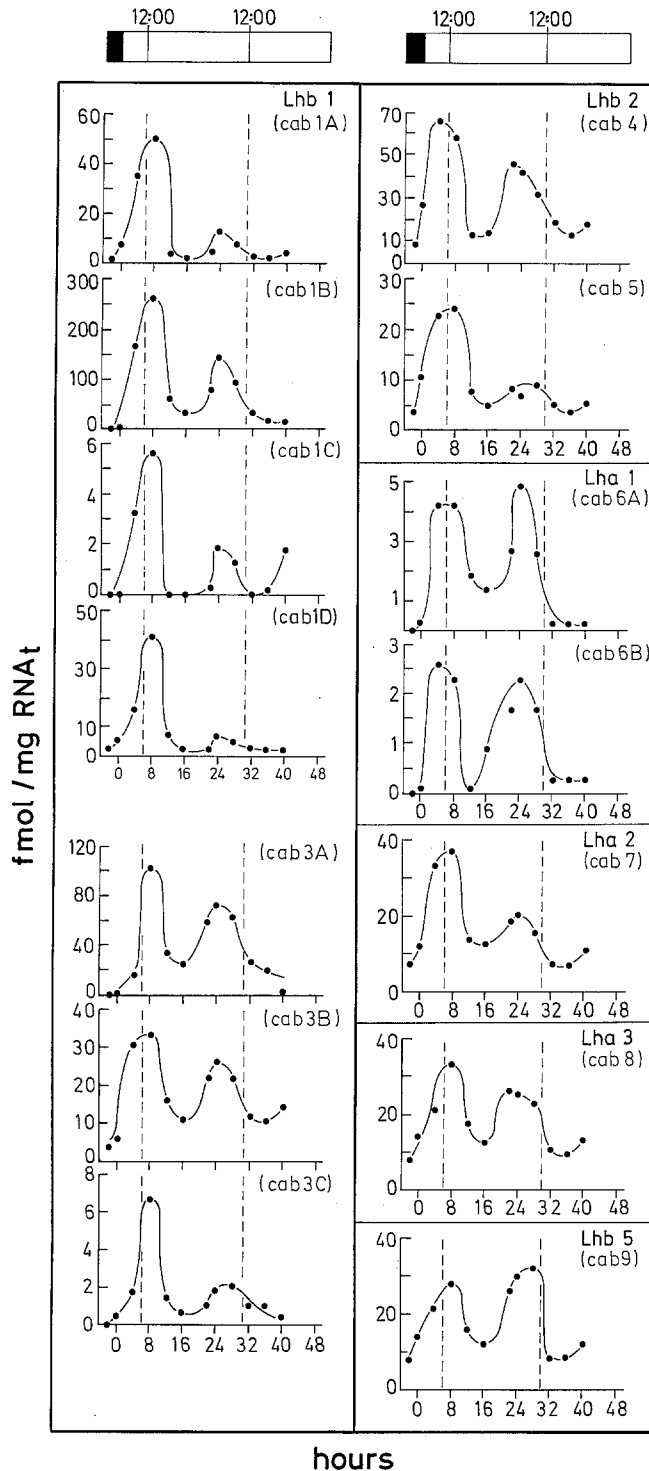 12:00 12:00
12:00 12:00
Lhb 1
(cab 1A)
60
40
20
0
(cab1B)
300
200
100
0
(cab1C)
6
4
2
0
(cab1D)
50
30
10
0
0 8 16 24 32 40 48
(cab3A)
120
80
40
0
(cab3B)
40
30
20
10
0
(cab3C)
8
6
4
2
0
0 8 16 24 32 40 48
Lhb 2
(cab 4)
70
50
30
10
0
(cab 5)
30
20
10
0
0 8 16 24 32 40 48
Lha 1
(cab 6A)
5
3
1
0
(cab6B)
3
2
1
0
0 8 16 24 32 40 48
Lha 2
(cab 7)
40
20
0
0 8 16 24 32 40 48
Lha 3
(cab 8)
40
20
0
0 8 16 24 32 40 48
Lhb 5
(cab9)
40
20
0
0 8 16 24 32 40 48
fmol/mg RNAt
hours